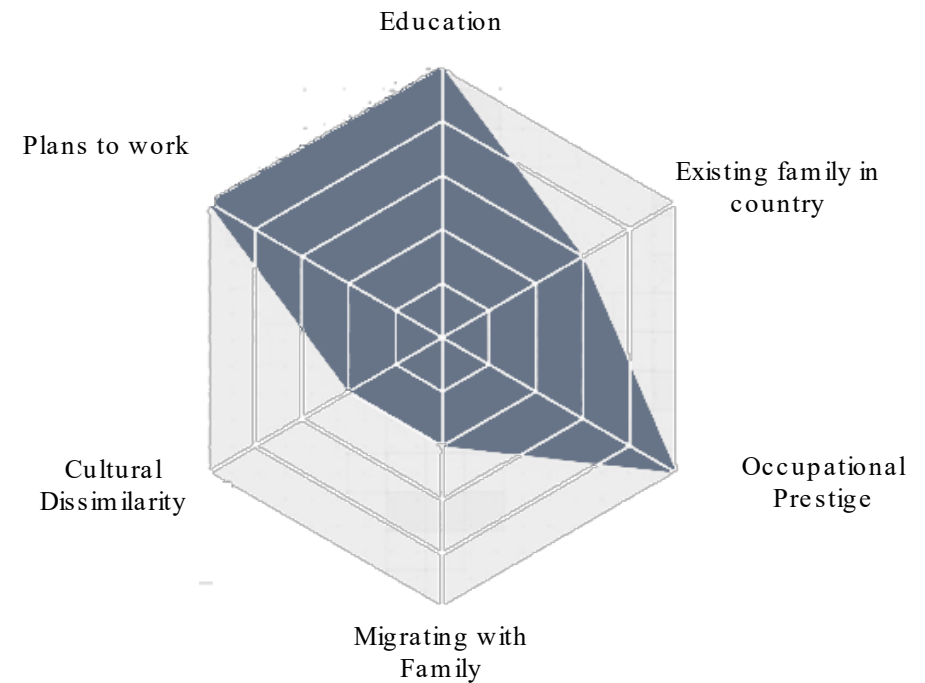 Education
Plans to work
Existing family in
country
Cultural
Dissimilarity
Occupational
Prestige
Migrating with
Family